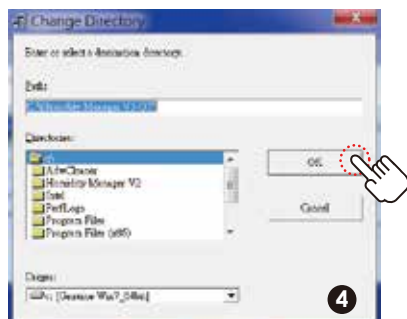 Change Directory
Enter or select a destination directory.
Path:
Directories:
c:\
AdwCleaner
Humidity Manager V2
Intel
PerfLogs
Program Files
Program Files (x86)
OK
Cancel
Drives:
4